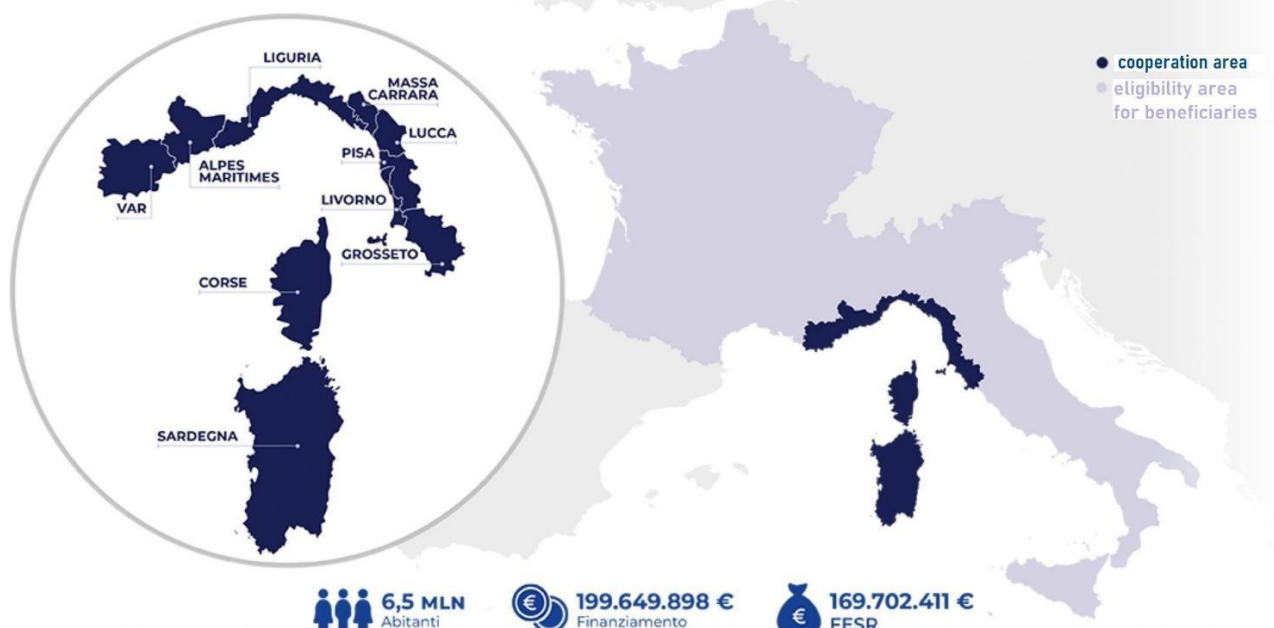 LIGURIA
MASSA
CARRARA
LUCCA
PISA
ALPES
MARITIMES
VAR
LIVORNO
GROSSETO
CORSE
SARDEGNA
cooperation area
eligibility area
for beneficiaries
6,5 MLN
Abitanti
199.649.898 €
Finanziamento
169.702.411 €
FESR